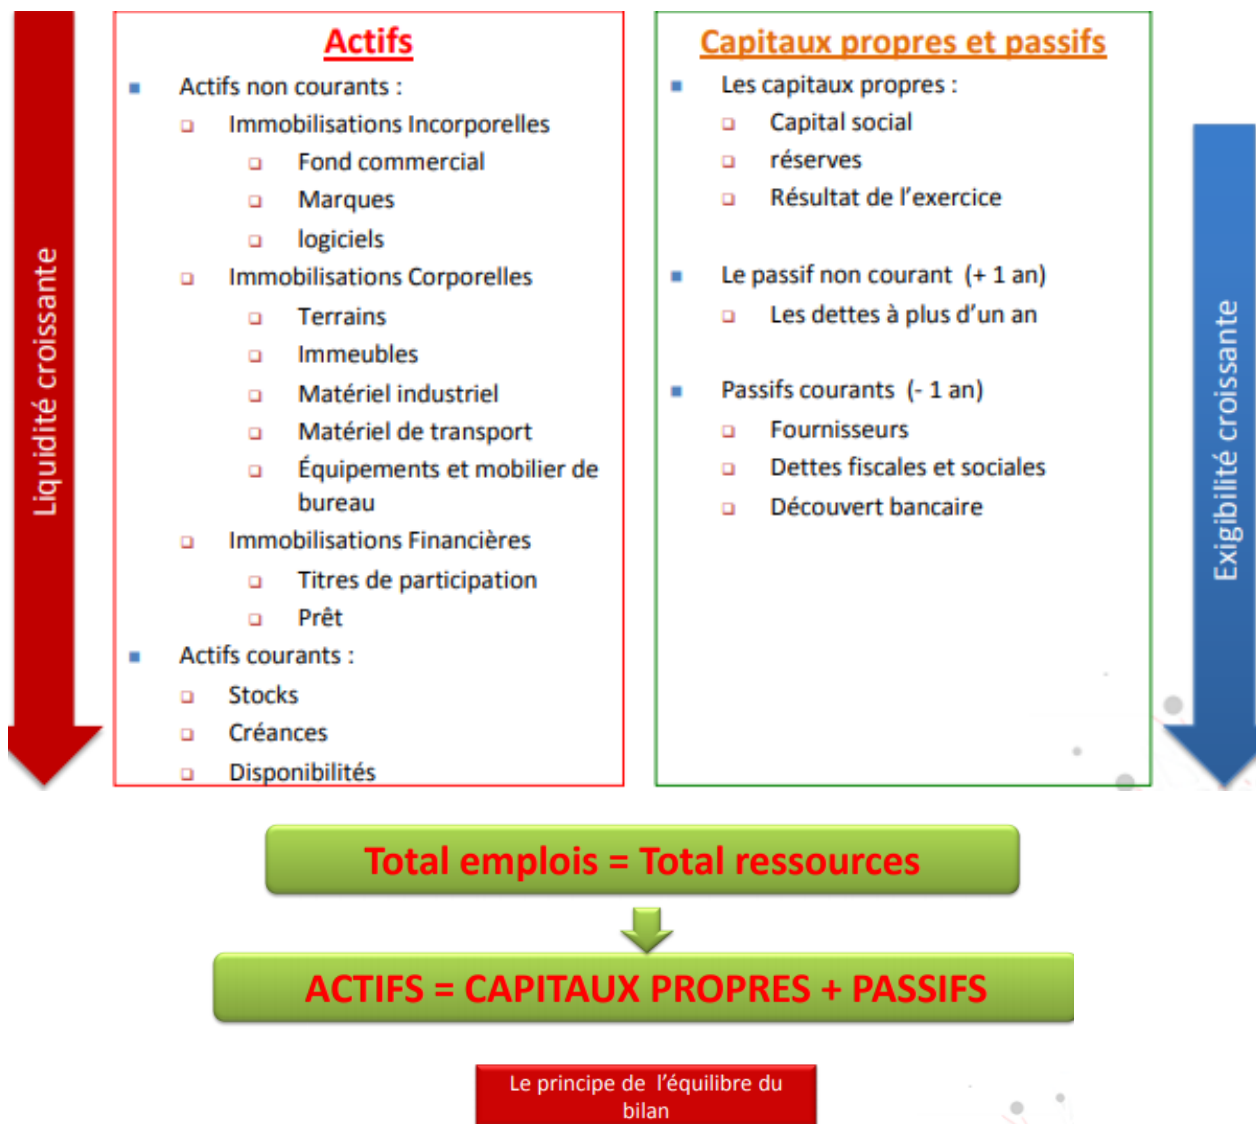 Liquidité croissante
Actifs
Actifs non courants :
Immobilisations Incorporelles
Fond commercial
Marques
logiciels
Immobilisations Corporelles
Terrains
Immeubles
Matériel industriel
Matériel de transport
Équipements et mobilier de
bureau
Immobilisations Financières
Titres de participation
Prêt
Actifs courants :
Stocks
Créances
Disponibilités
Capitaux propres et passifs
Les capitaux propres :
Capital social
réserves
Résultat de l'exercice
Le passif non courant (+ 1 an)
Les dettes à plus d'un an
Passifs courants (- 1 an)
Fournisseurs
Dettes fiscales et sociales
Découvert bancaire
Exigibilité croissante
Total emplois = Total ressources
ACTIFS = CAPITAUX PROPRES + PASSIFS
Le principe de l'équilibre du
bilan